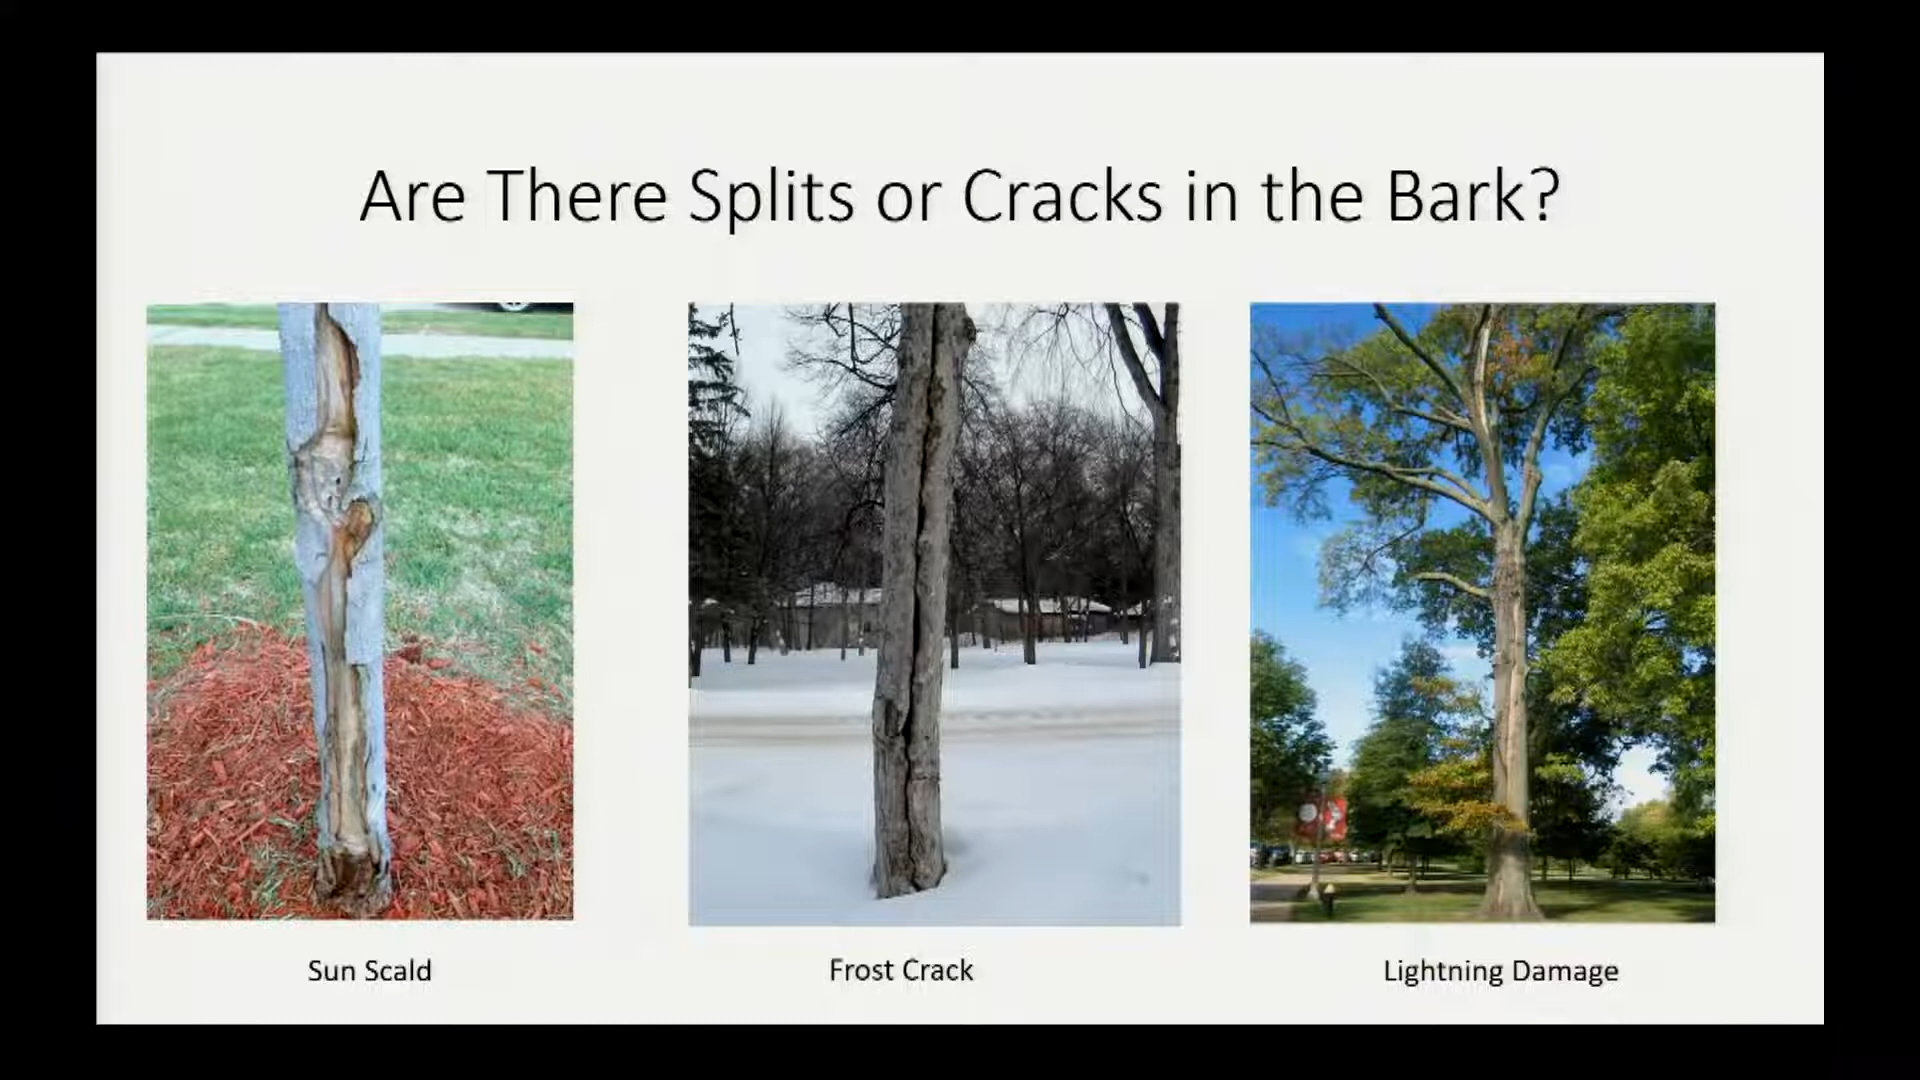 Are There Splits or Cracks in the Bark?
Sun Scald
Frost Crack
Lightning Damage